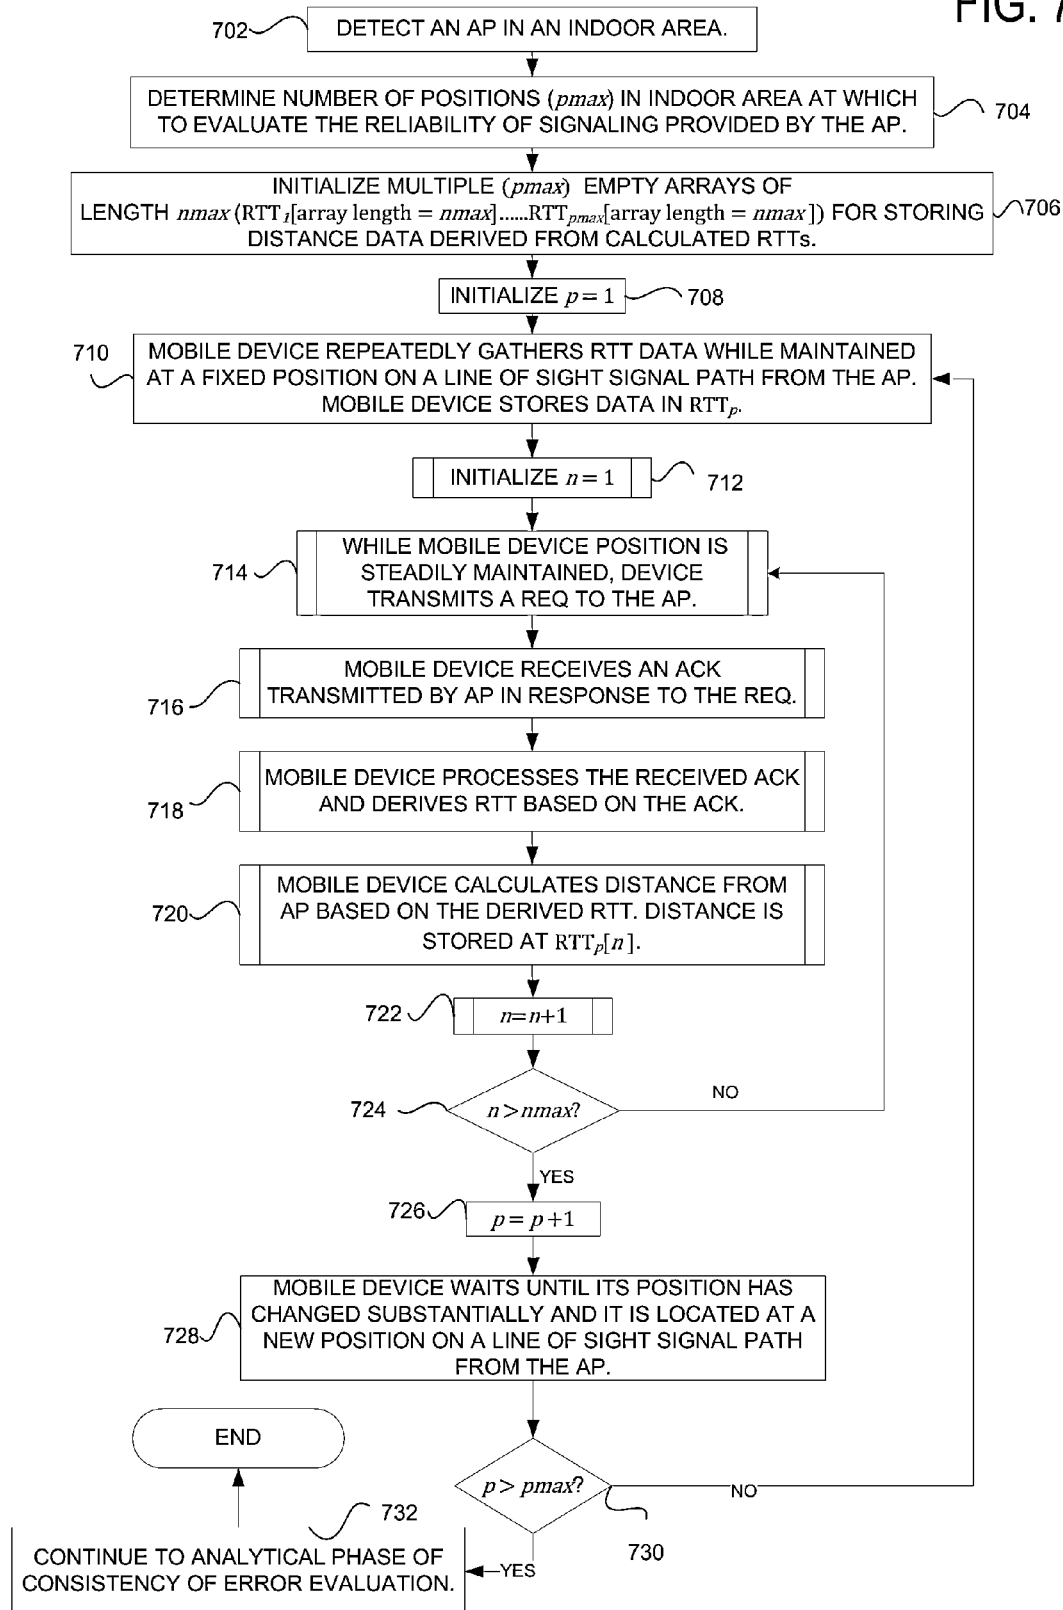 FIG. 7
702
DETECT AN AP IN AN INDOOR AREA.
DETERMINE NUMBER OF POSITIONS (pmax) IN INDOOR AREA AT WHICH
TO EVALUATE THE RELIABILITY OF SIGNALING PROVIDED BY THE AP.
704
INITIALIZE MULTIPLE (pmax) EMPTY ARRAYS OF
LENGTH nmax (RTT1[array length = nmax]......RTTpmax[array length = nmax]) FOR STORING
DISTANCE DATA DERIVED FROM CALCULATED RTTs.
706
INITIALIZE p = 1
708
710
MOBILE DEVICE REPEATEDLY GATHERS RTT DATA WHILE MAINTAINED
AT A FIXED POSITION ON A LINE OF SIGHT SIGNAL PATH FROM THE AP.
MOBILE DEVICE STORES DATA IN RTTp.
INITIALIZE n = 1
712
714
WHILE MOBILE DEVICE POSITION IS
STEADILY MAINTAINED, DEVICE
TRANSMITS A REQ TO THE AP.
716
MOBILE DEVICE RECEIVES AN ACK
TRANSMITTED BY AP IN RESPONSE TO THE REQ.
718
MOBILE DEVICE PROCESSES THE RECEIVED ACK
AND DERIVES RTT BASED ON THE ACK.
720
MOBILE DEVICE CALCULATES DISTANCE FROM
AP BASED ON THE DERIVED RTT. DISTANCE IS
STORED AT RTTp[n].
722
n=n+1
724
n>nmax?
NO
YES
726
p = p+1
728
MOBILE DEVICE WAITS UNTIL ITS POSITION HAS
CHANGED SUBSTANTIALLY AND IT IS LOCATED AT A
NEW POSITION ON A LINE OF SIGHT SIGNAL PATH
FROM THE AP.
END
p > pmax?
NO
730
YES
732
CONTINUE TO ANALYTICAL PHASE OF
CONSISTENCY OF ERROR EVALUATION.